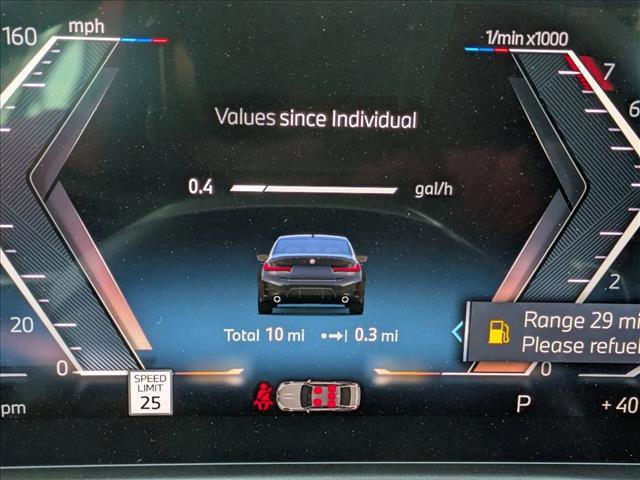 160 mph
1/min x1000
7
6
Values since Individual
0.4 gal/h
2
20
Total 10 mi 0.3 mi
Range 29 mi
Please refuel
0
0
SPEED
LIMIT
25
pm
P
+ 40